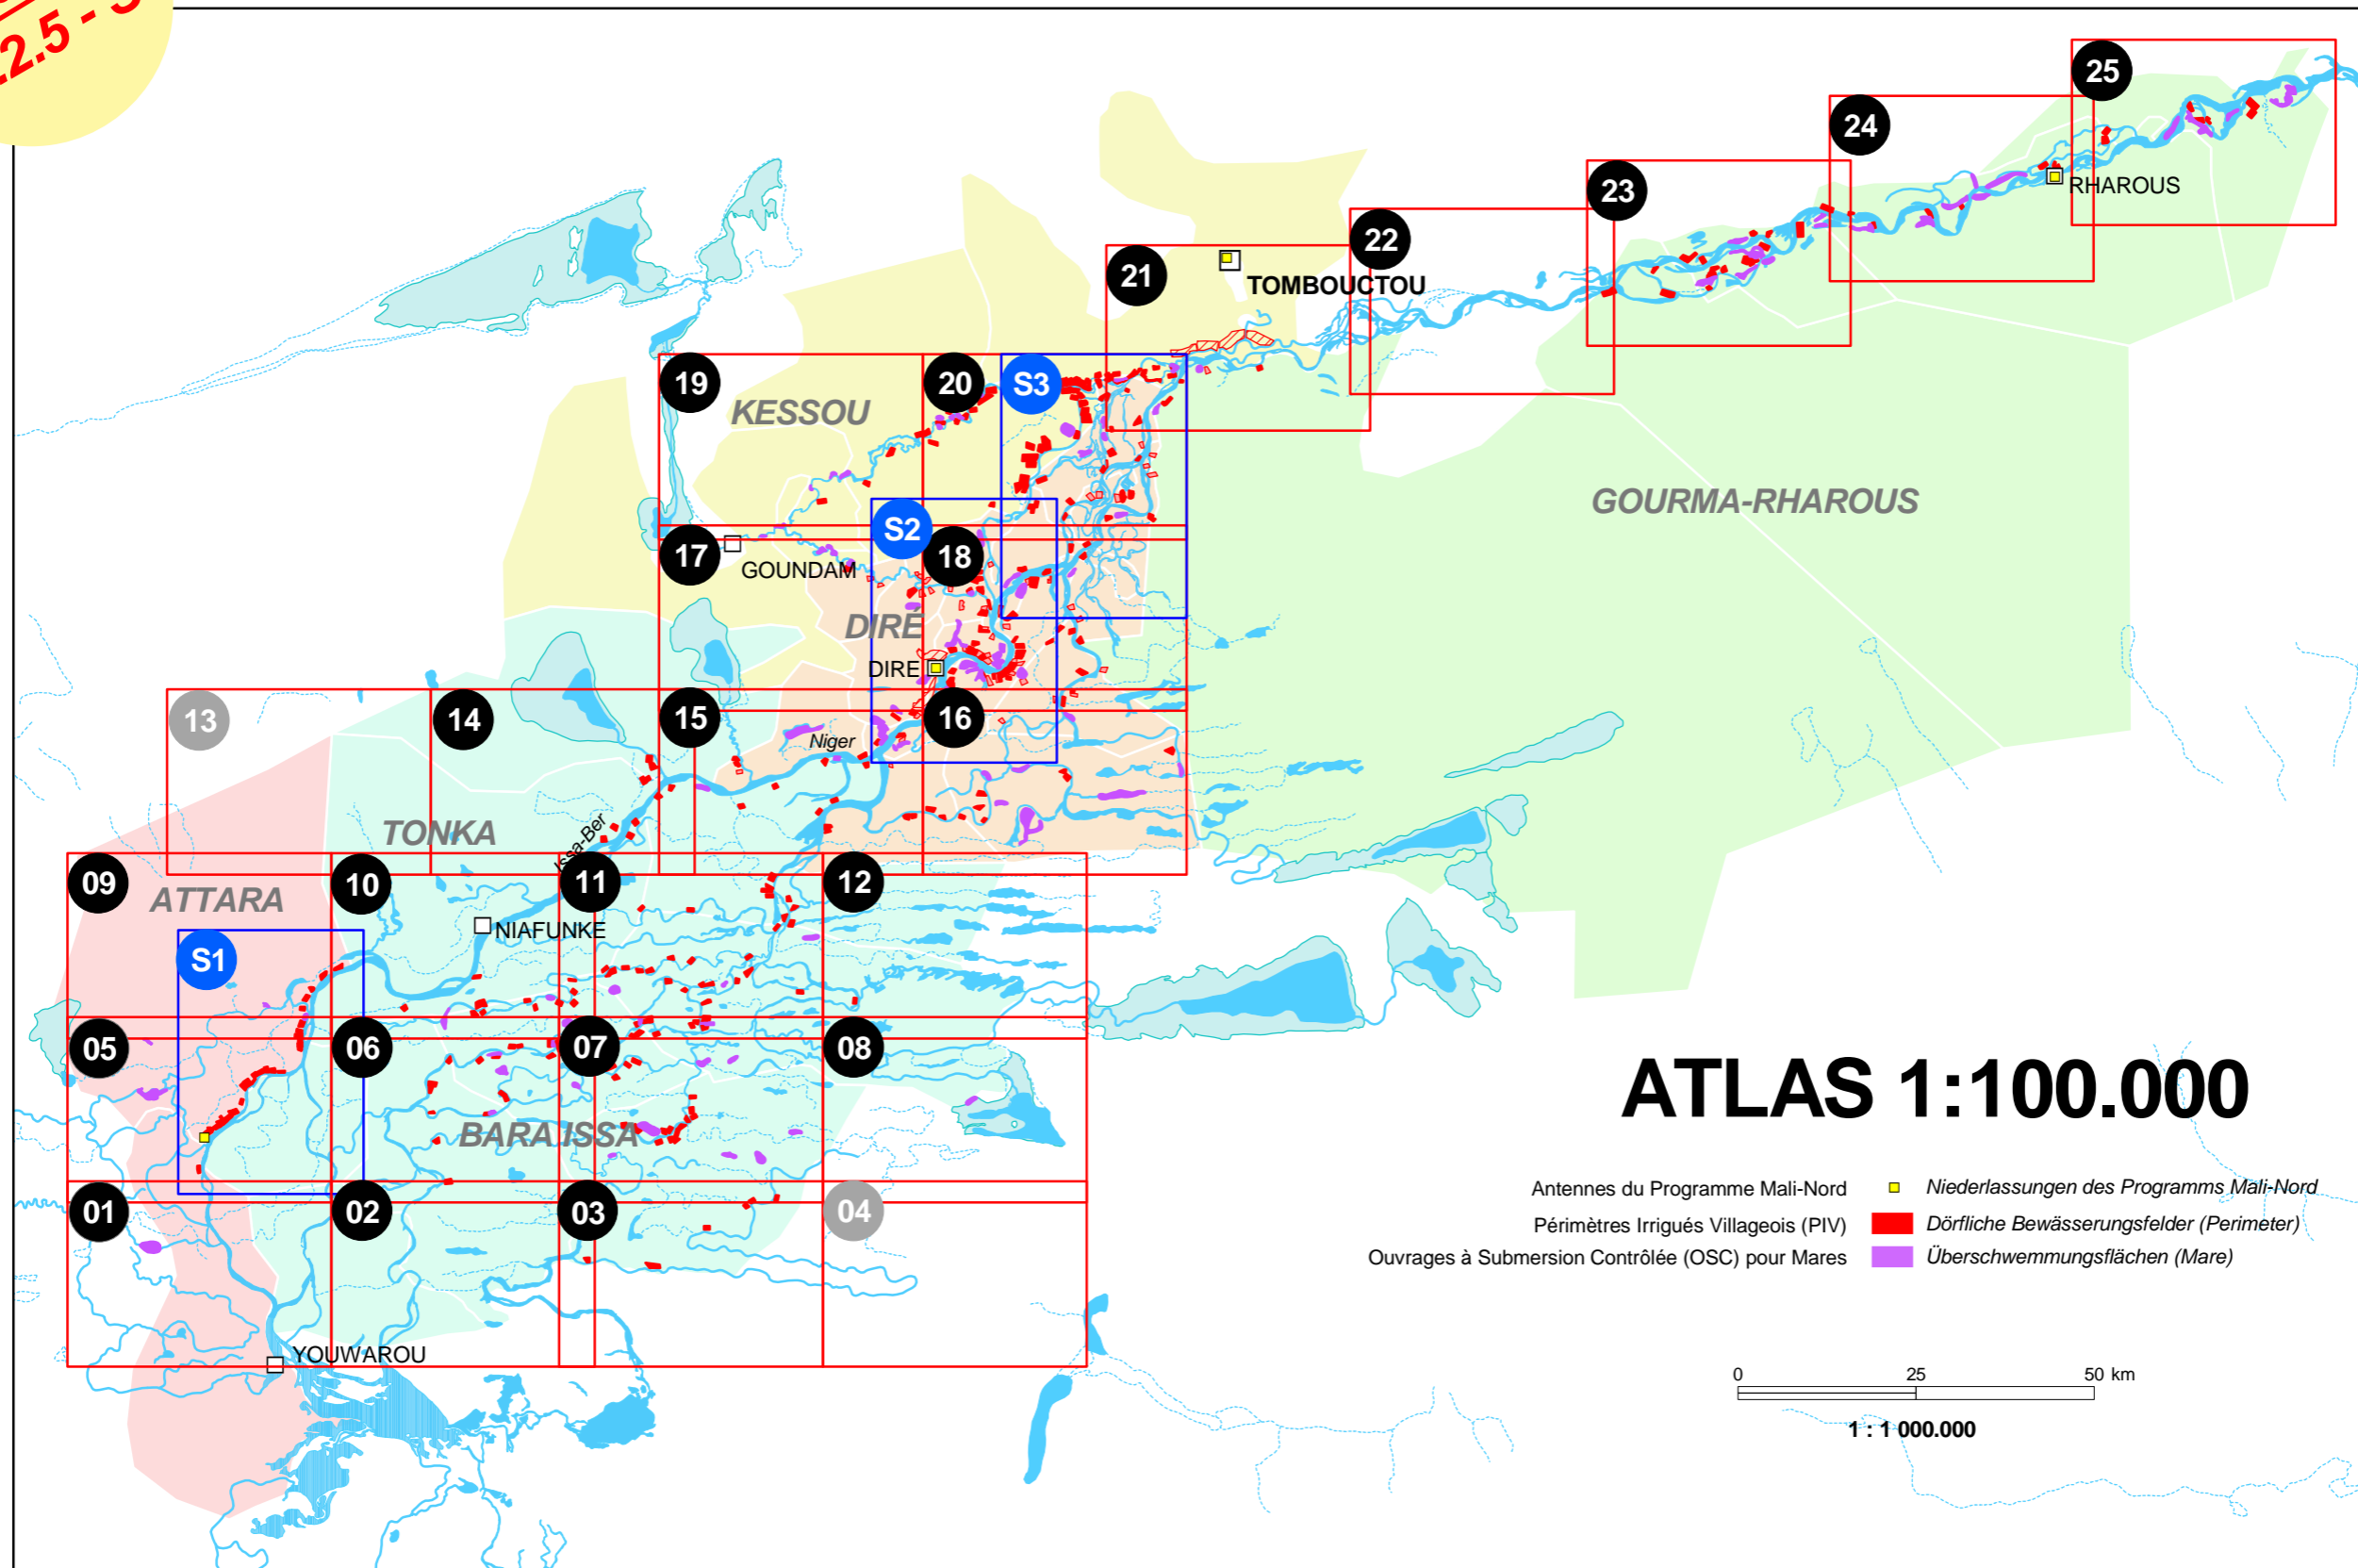 2.5 - 3
25
24
RHAROUS
23
22
21
TOMBOUCTOU
19
20
S3
KESSOU
GOURMA-RHAROUS
S2
17
18
GOUNDAM
DIRÉ
DIRE
13
14
15
16
Niger
TONKA
Issa-Ber
09
10
11
12
ATTARA
NIAFUNKE
S1
05
06
07
08
ATLAS 1:100.000
BARA ISSA
Antennes du Programme Mali-Nord Niederlassungen des Programms Mali-Nord
01
02
03
04
Périmètres Irrigués Villageois (PIV) Dörfliche Bewässerungsfelder (Perimeter)
Ouvrages à Submersion Contrôlée (OSC) pour Mares Überschwemmungsflächen (Mare)
YOUWAROU
0 25 50 km
1 : 1 000.000